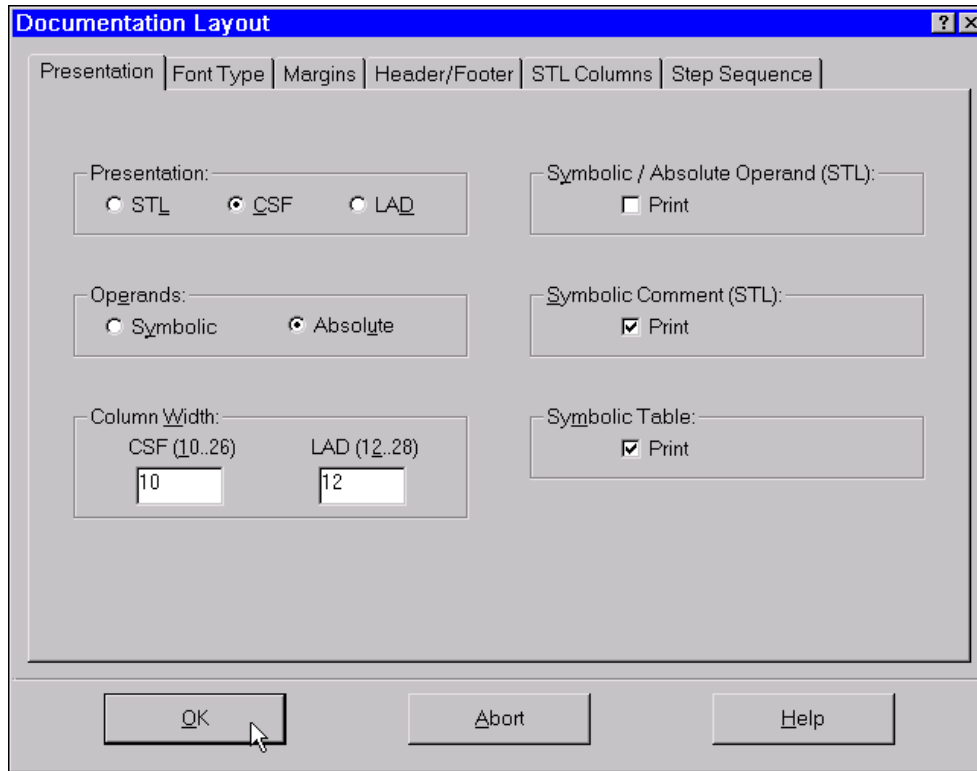 Documentation Layout
Presentation Font Type Margins Header/Footer STL Columns Step Sequence
Presentation:
STL CSF LAD
Symbolic / Absolute Operand (STL):
Print
Operands:
Symbolic Absolute
Symbolic Comment (STL):
Print
Column Width:
CSF (10..26) LAD (12..28)
10 12
Symbolic Table:
Print
OK Abort Help